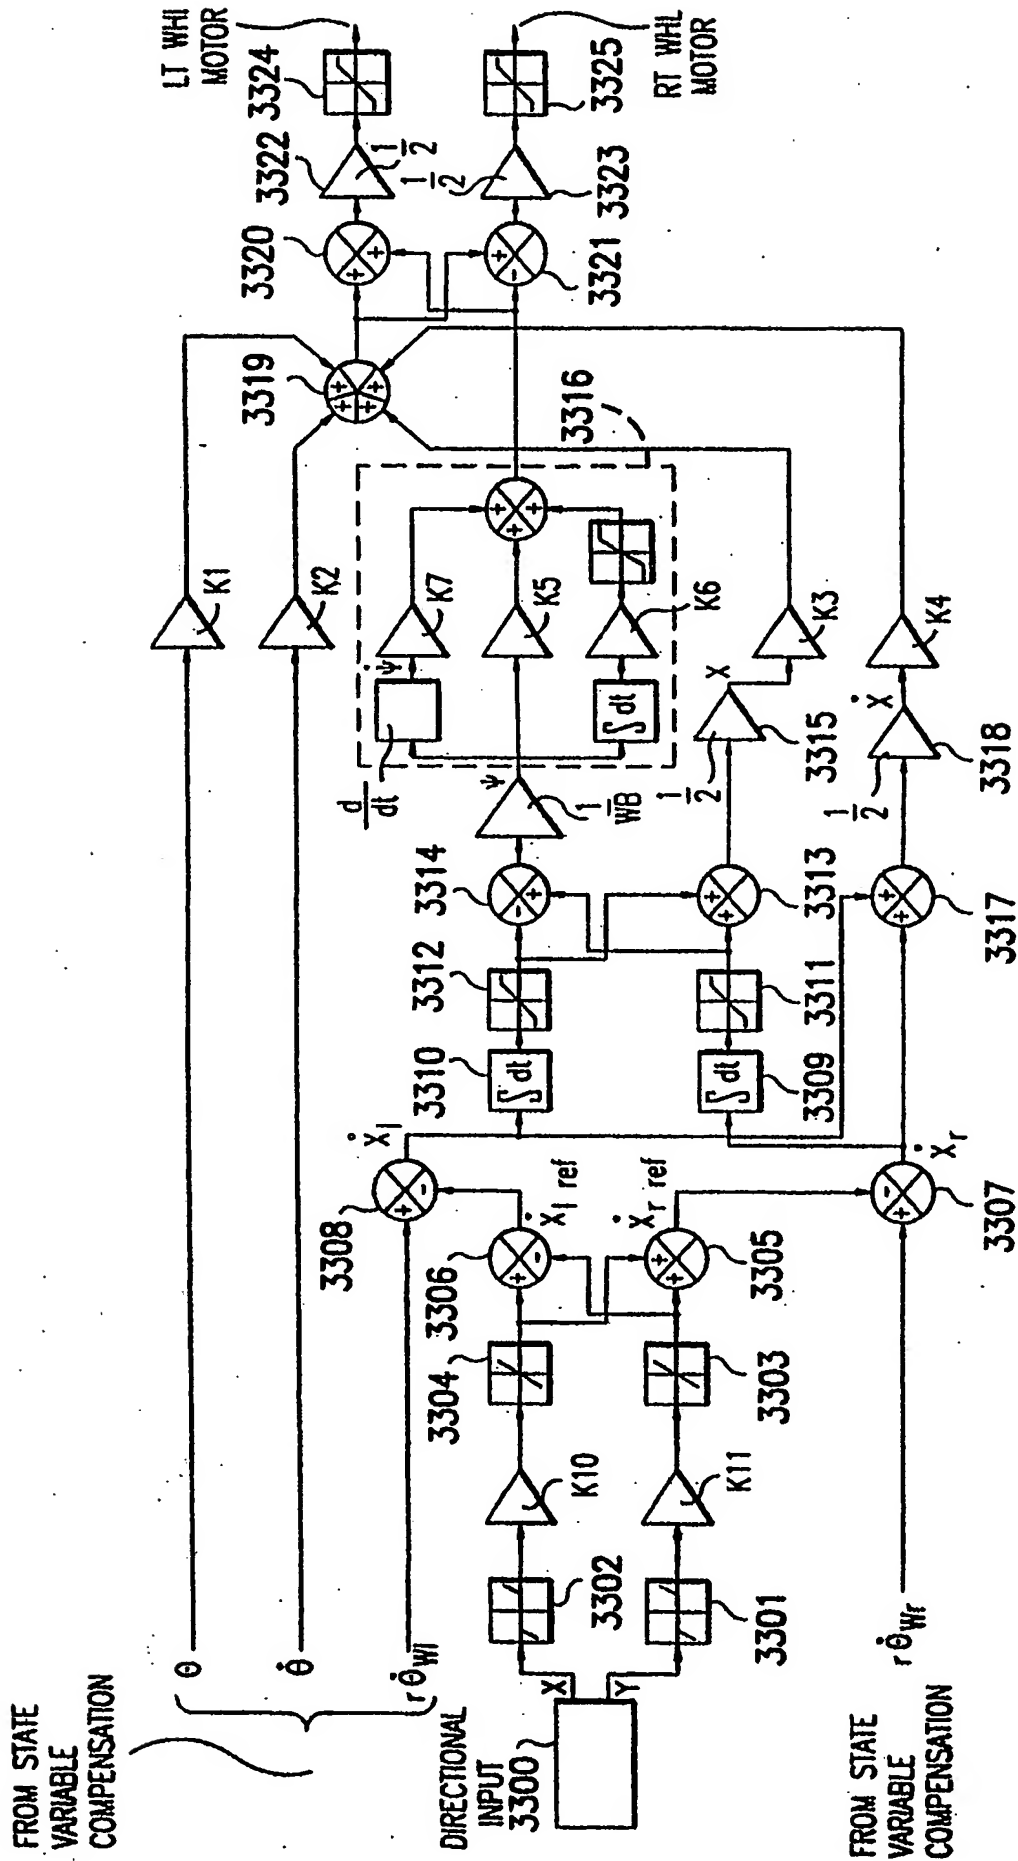 FROM STATE
VARIABLE
COMPENSATION
θ
θ̇
rθ̇Wl
DIRECTIONAL
INPUT
3300
X
Y
FROM STATE
VARIABLE
COMPENSATION
rθ̇Wr
3302
3301
K10
K11
3304
3303
3306
3305
Ẋl ref
Ẋr ref
3308
3307
Ẋl
Ẋr
3310
∫dt
3309
∫dt
3312
3311
3314
3313
3317
1/WB
ψ
1/2
3315
X
1/2
3318
Ẋ
d/dt
ψ̇
∫dt
K7
K5
K6
K1
K2
K3
K4
3316
3319
3320
3321
3322
1/2
1/2
3323
3324
3325
LT WHl
MOTOR
RT WHL
MOTOR
+ + + + + + + + + + + + + + + + + + + + +
- - - - - -